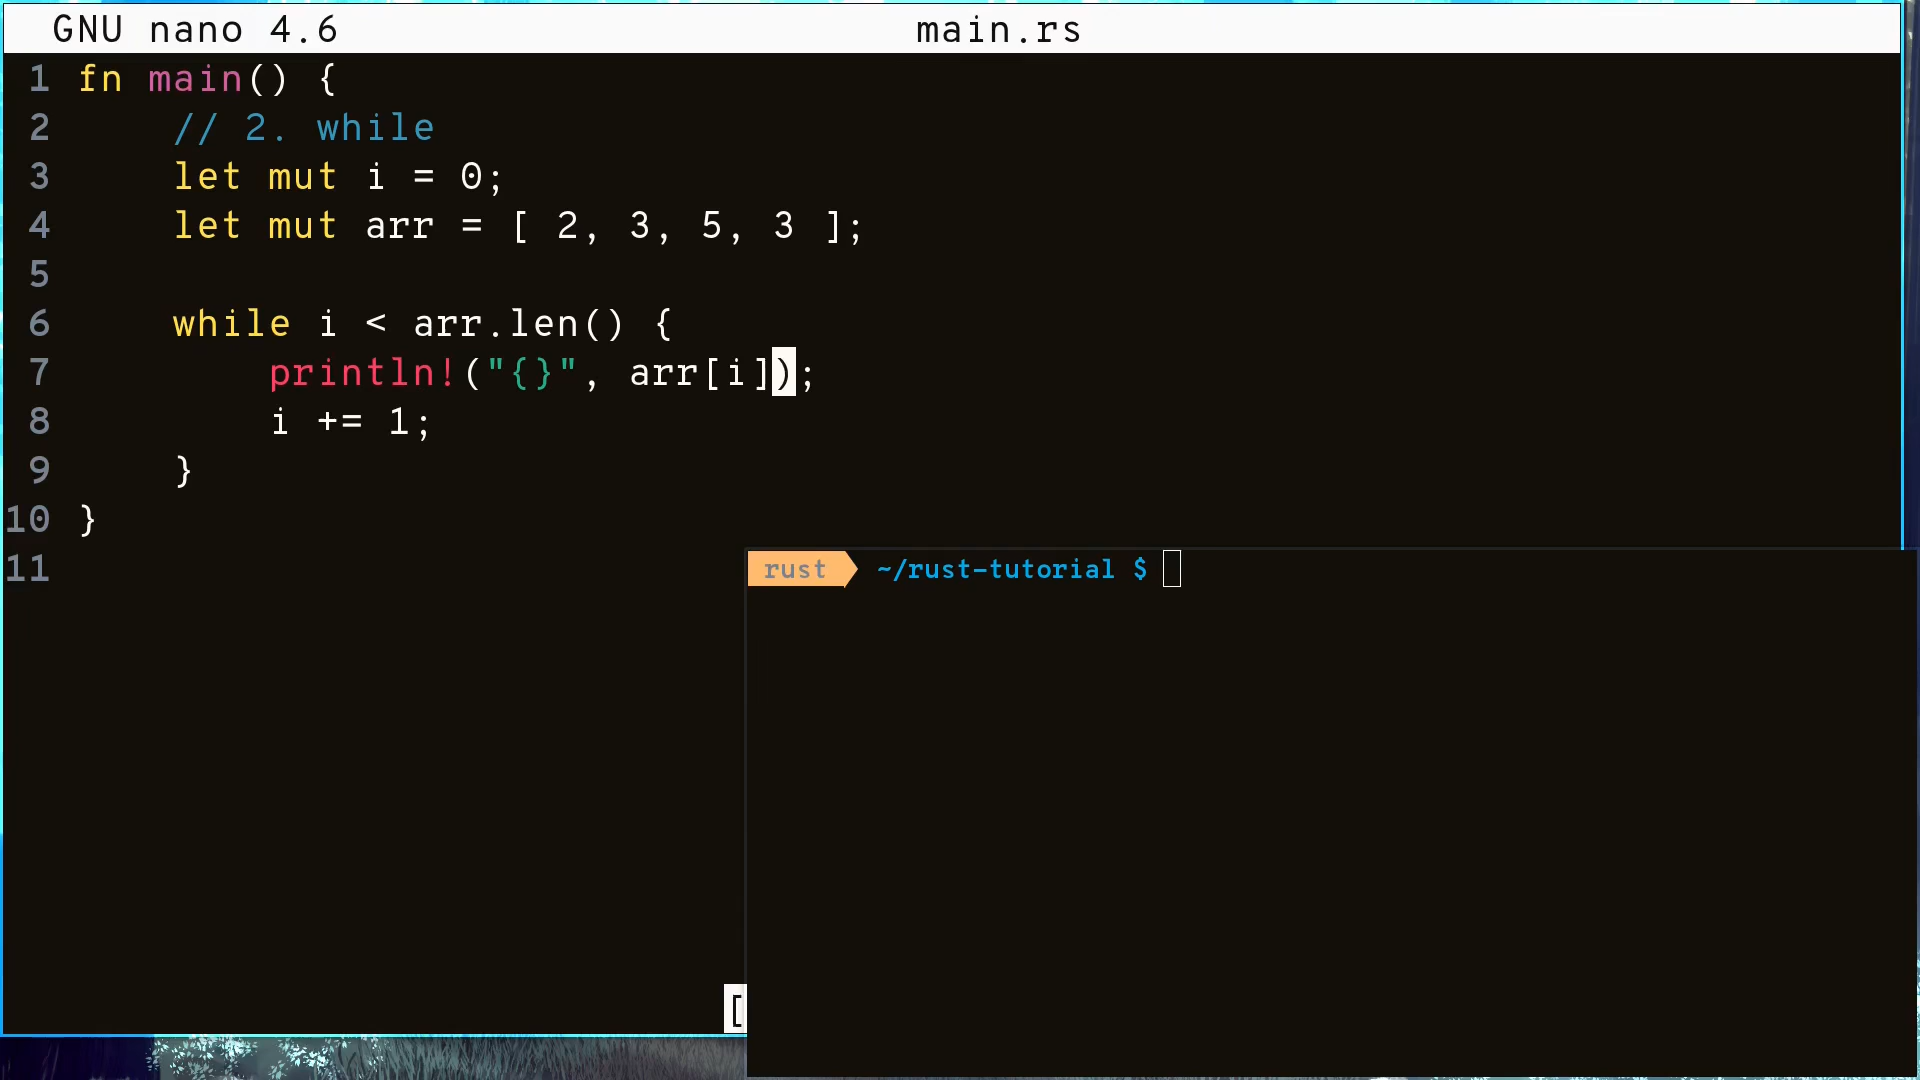 GNU nano 4.6 main.rs
1 fn main() {
2 // 2. while
3 let mut i = 0;
4 let mut arr = [ 2, 3, 5, 3 ];
5
6 while i < arr.len() {
7 println!("{}", arr[i]);
8 i += 1;
9 }
10 }
11
rust ~/rust-tutorial $
[